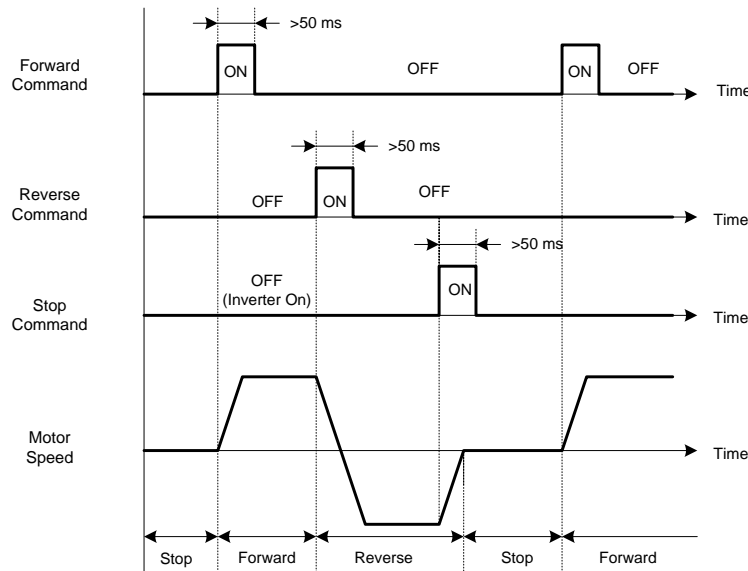 >50 ms
Forward
Command
ON
OFF
ON
OFF
Time
>50 ms
Reverse
Command
OFF
ON
OFF
Time
>50 ms
Stop
Command
OFF
(Inverter On)
ON
Time
Motor
Speed
Time
Stop
Forward
Reverse
Stop
Forward